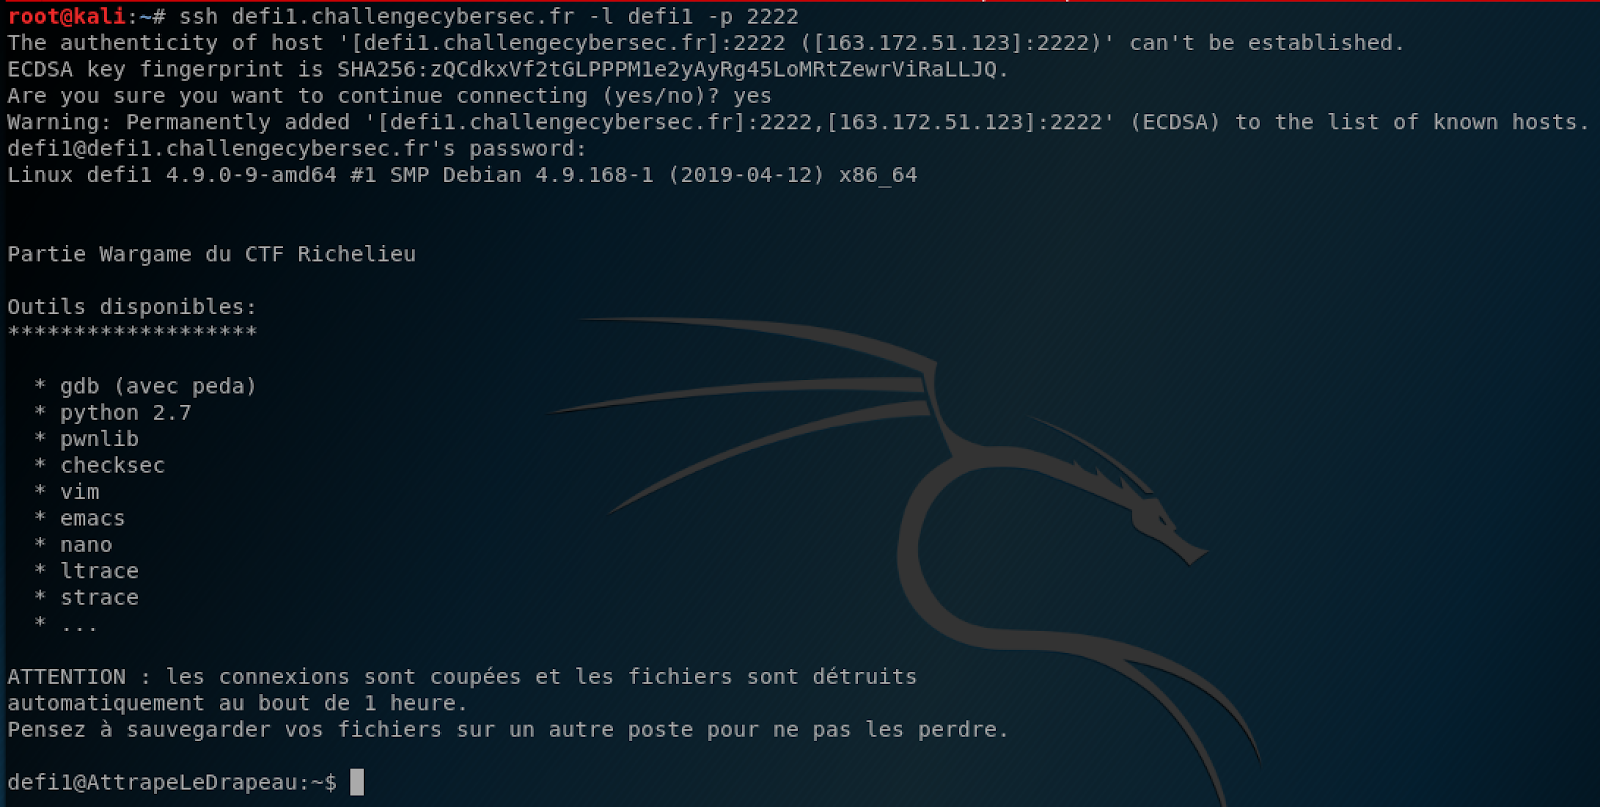 root@kali:~# ssh defi1.challengecybersec.fr -l defi1 -p 2222
The authenticity of host '[defi1.challengecybersec.fr]:2222 ([163.172.51.123]:2222)' can't be established.
ECDSA key fingerprint is SHA256:zQCdkxVf2tGLPPPM1e2yAyRg45LoMRtZewrViRaLLJQ.
Are you sure you want to continue connecting (yes/no)? yes
Warning: Permanently added '[defi1.challengecybersec.fr]:2222,[163.172.51.123]:2222' (ECDSA) to the list of known hosts.
defi1@defi1.challengecybersec.fr's password:
Linux defi1 4.9.0-9-amd64 #1 SMP Debian 4.9.168-1 (2019-04-12) x86_64
Partie Wargame du CTF Richelieu
Outils disponibles:
*******************
* gdb (avec peda)
* python 2.7
* pwnlib
* checksec
* vim
* emacs
* nano
* ltrace
* strace
* ...
ATTENTION : les connexions sont coupées et les fichiers sont détruits
automatiquement au bout de 1 heure.
Pensez à sauvegarder vos fichiers sur un autre poste pour ne pas les perdre.
defi1@AttrapeLeDrapeau:~$